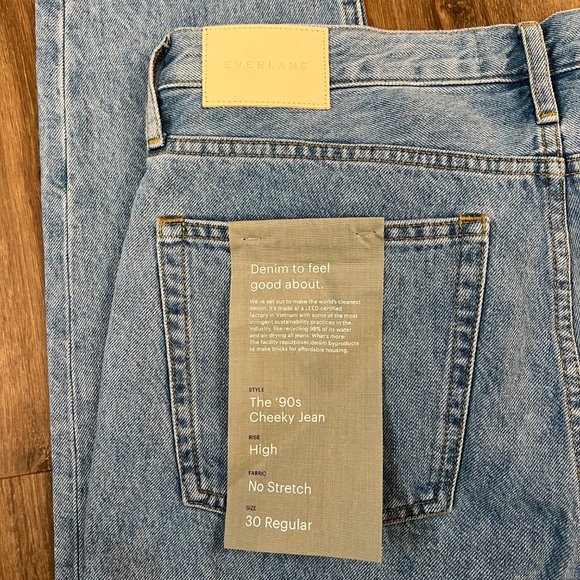 EVERLANE
Denim to feel
good about.
We've set out to make the world's cleanest
denim. It's made at a LEED-certified
factory in Vietnam with some of the most
stringent sustainability practices in the
industry, like recycling 98% of its water
and air-drying all jeans. What's more:
The facility repurposes denim byproducts
to make bricks for affordable housing.
STYLE
The '90s
Cheeky Jean
RISE
High
FABRIC
No Stretch
SIZE
30 Regular